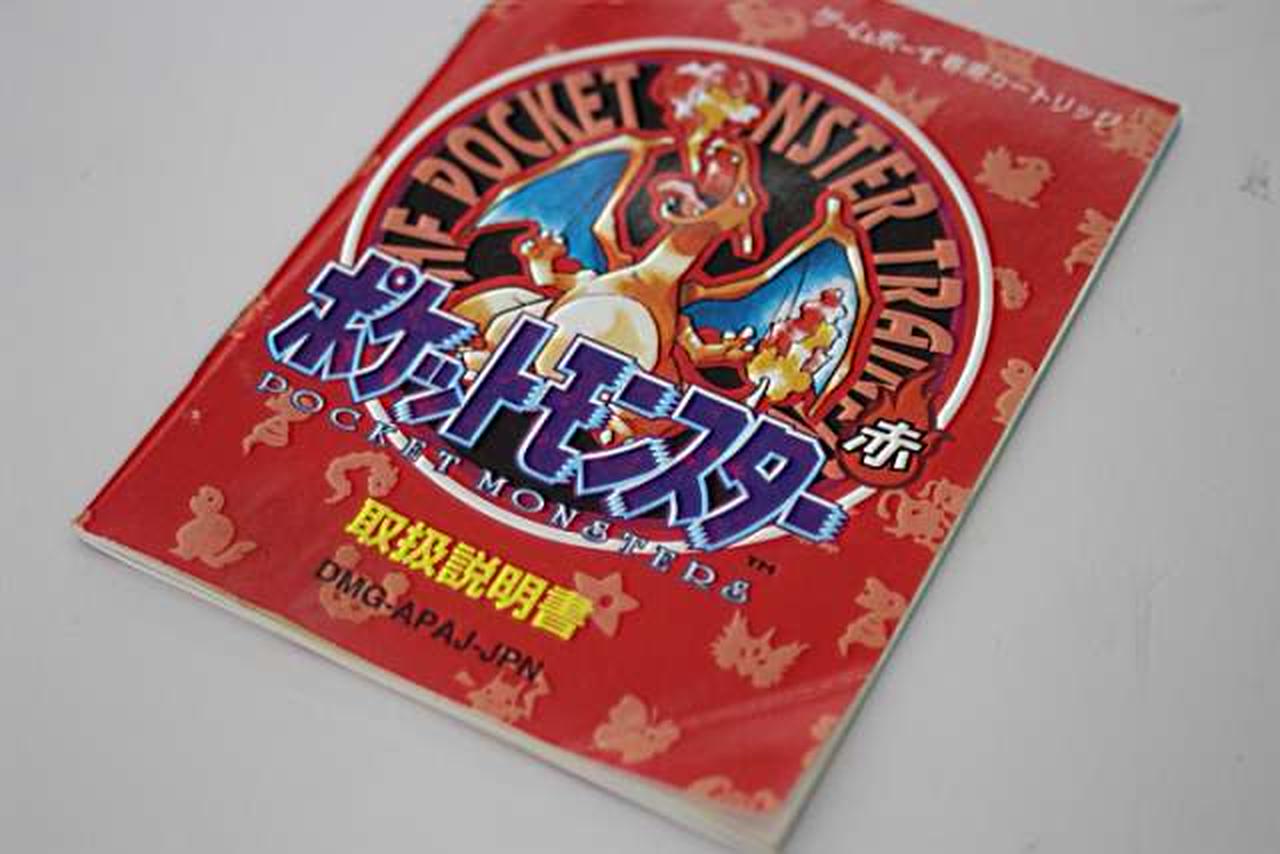 ゲームボーイ専用カートリッジ
THE POCKET MONSTER TRAINER
ポケットモンスター
赤
POCKET MONSTERS
TM
取扱説明書
DMG-APAJ-JPN